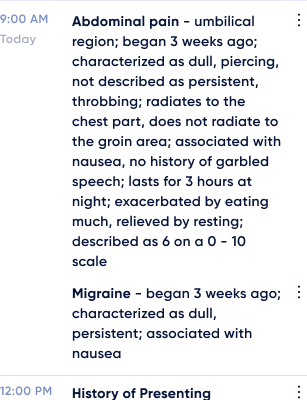 9:00 AM
Today
Abdominal pain - umbilical
region; began 3 weeks ago;
characterized as dull, piercing,
not described as persistent,
throbbing; radiates to the
chest part, does not radiate to
the groin area; associated with
nausea, no history of garbled
speech; lasts for 3 hours at
night; exacerbated by eating
much, relieved by resting;
described as 6 on a 0 - 10
scale
Migraine - began 3 weeks ago;
characterized as dull,
persistent; associated with
nausea
12:00 PM
History of Presenting